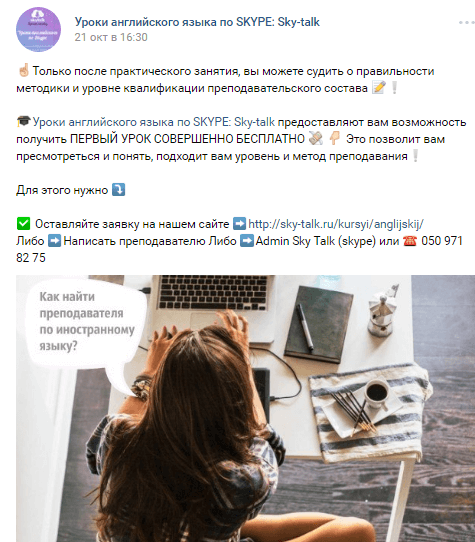 Уроки английского языка по SKYPE: Sky-talk
21 окт в 16:30
☝Только после практического занятия, вы можете судить о правильности
методики и уровне квалификации преподавательского состава 📝❕
🎓Уроки английского языка по SKYPE: Sky-talk предоставляют вам возможность
получить ПЕРВЫЙ УРОК СОВЕРШЕННО БЕСПЛАТНО 💸 👇 Это позволит вам
пресмотреться и понять, подходит вам уровень и метод преподавания❕
Для этого нужно ⤵
✅ Оставляйте заявку на нашем сайте ➡http://sky-talk.ru/kursyi/anglijskij/
Либо ➡Написать преподавателю Либо ➡Admin Sky Talk (skype) или ☎ 050 971
82 75
Как найти
преподавателя
по иностранному
языку?